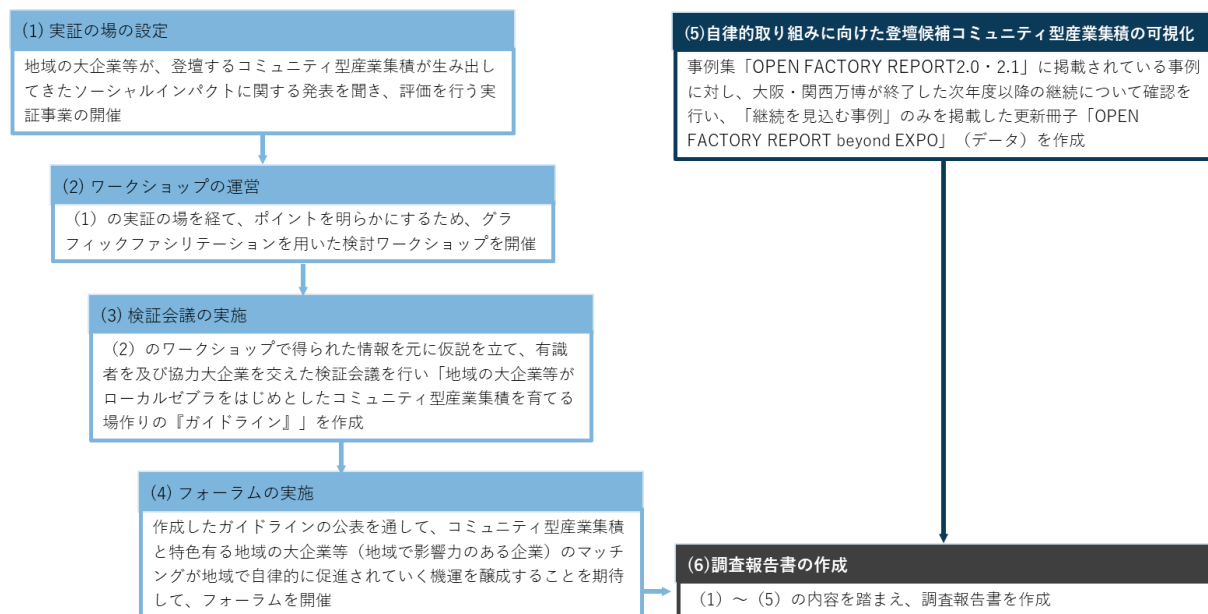 (1) 実証の場の設定
地域の大企業等が、登壇するコミュニティ型産業集積が生み出し
てきたソーシャルインパクトに関する発表を聞き、評価を行う実
証事業の開催
(2) ワークショップの運営
（1）の実証の場を経て、ポイントを明らかにするため、グラ
フィックファシリテーションを用いた検討ワークショップを開催
(3) 検証会議の実施
（2）のワークショップで得られた情報を元に仮説を立て、有識
者を及び協力大企業を交えた検証会議を行い「地域の大企業等が
ローカルゼブラをはじめとしたコミュニティ型産業集積を育てる
場作りの『ガイドライン』」を作成
(4) フォーラムの実施
作成したガイドラインの公表を通して、コミュニティ型産業集積
と特色有る地域の大企業等（地域で影響力のある企業）のマッチ
ングが地域で自律的に促進されていく機運を醸成することを期待
して、フォーラムを開催
(5)自律的取り組みに向けた登壇候補コミュニティ型産業集積の可視化
事例集「OPEN FACTORY REPORT2.0・2.1」に掲載されている事例
に対し、大阪・関西万博が終了した次年度以降の継続について確認を
行い、「継続を見込む事例」のみを掲載した更新冊子「OPEN
FACTORY REPORT beyond EXPO」（データ）を作成
(6)調査報告書の作成
（1）～（5）の内容を踏まえ、調査報告書を作成